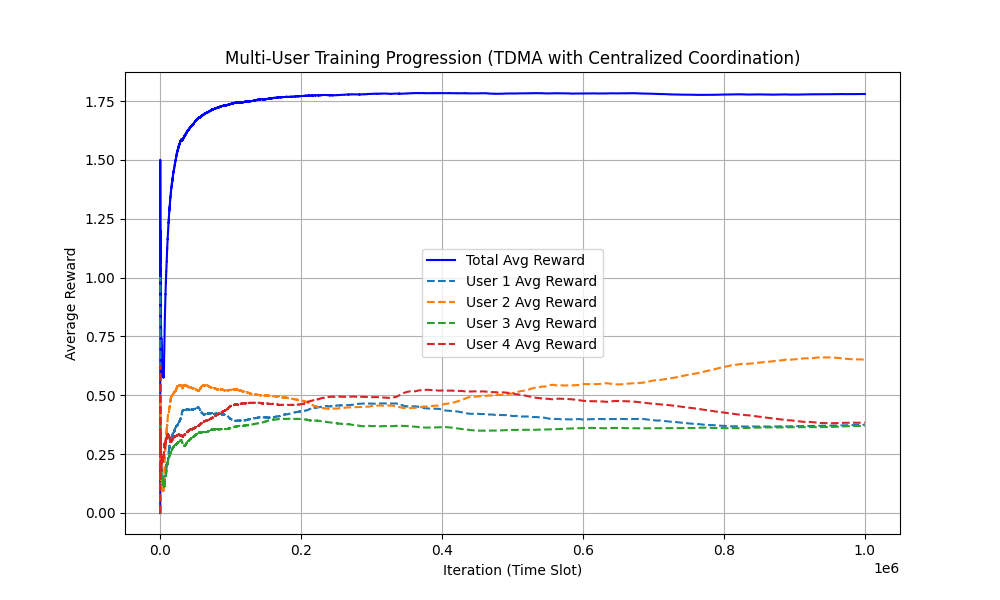 Multi-User Training Progression (TDMA with Centralized Coordination)
Average Reward
1.75
1.50
1.25
1.00
0.75
0.50
0.25
0.00
Total Avg Reward
User 1 Avg Reward
User 2 Avg Reward
User 3 Avg Reward
User 4 Avg Reward
0.0 0.2 0.4 0.6 0.8 1.0
1e6
Iteration (Time Slot)